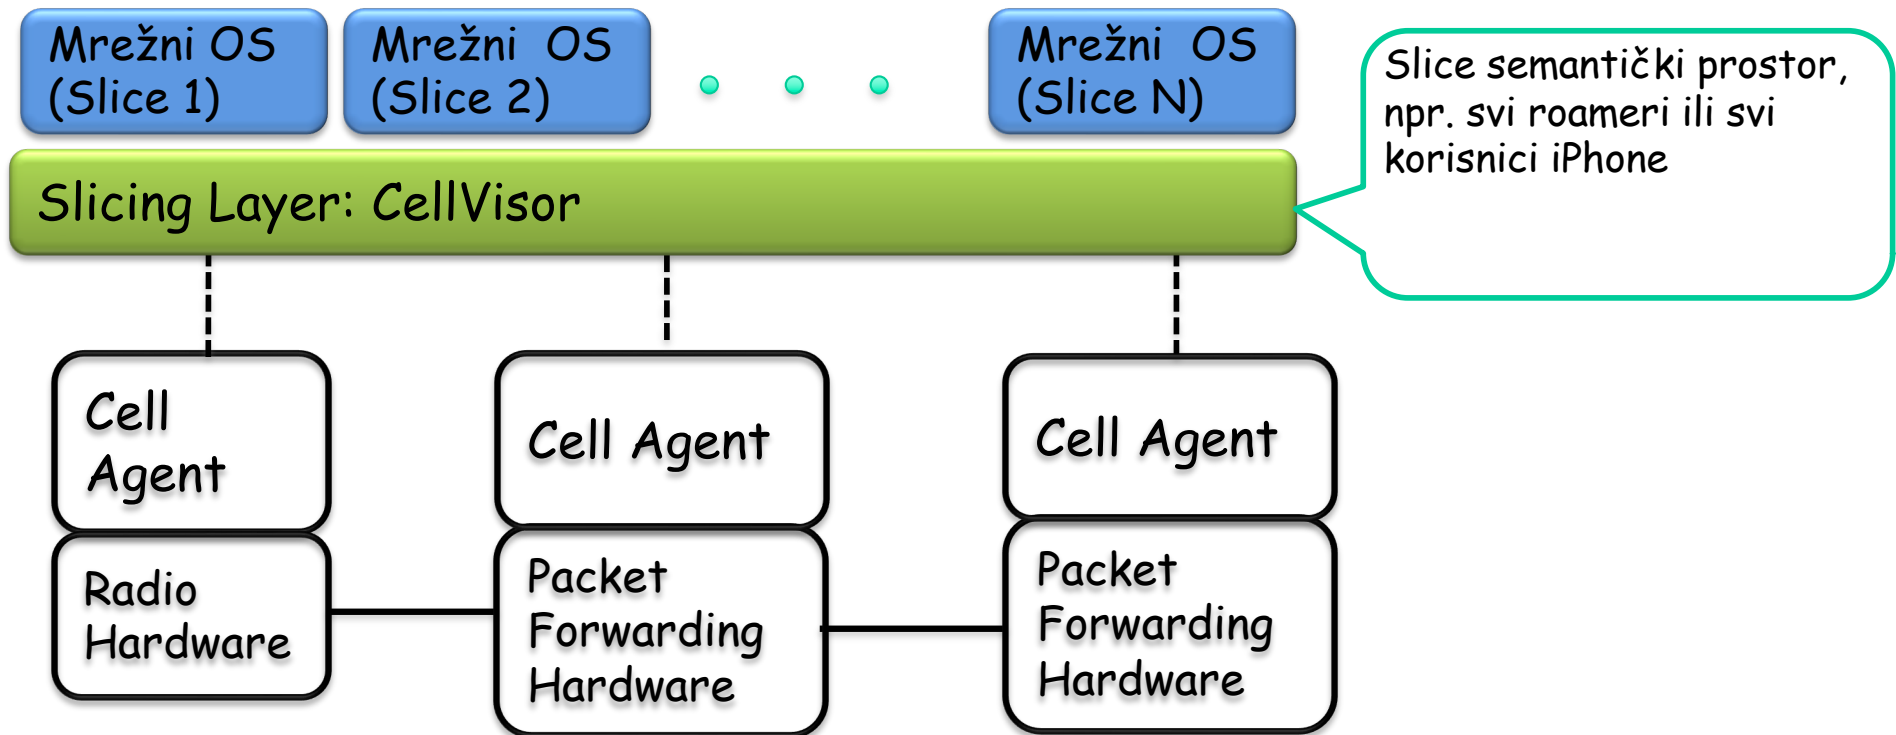 Mrežni OS
(Slice 1)
Mrežni OS
(Slice 2)
Mrežni OS
(Slice N)
Slice semantički prostor,
npr. svi roameri ili svi
korisnici iPhone
Slicing Layer: CellVisor
Cell
Agent
Cell Agent
Cell Agent
Radio
Hardware
Packet
Forwarding
Hardware
Packet
Forwarding
Hardware